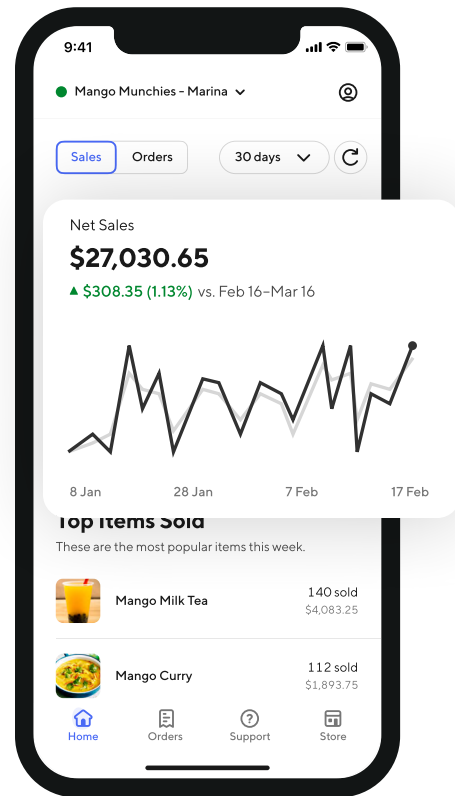 9:41
Mango Munchies - Marina
Sales Orders 30 days
Net Sales
$27,030.65
$308.35 (1.13%) vs. Feb 16–Mar 16
8 Jan 28 Jan 7 Feb 17 Feb
Top Items Sold
These are the most popular items this week.
Mango Milk Tea 140 sold
$4,083.25
Mango Curry 112 sold
$1,893.75
Home Orders Support Store